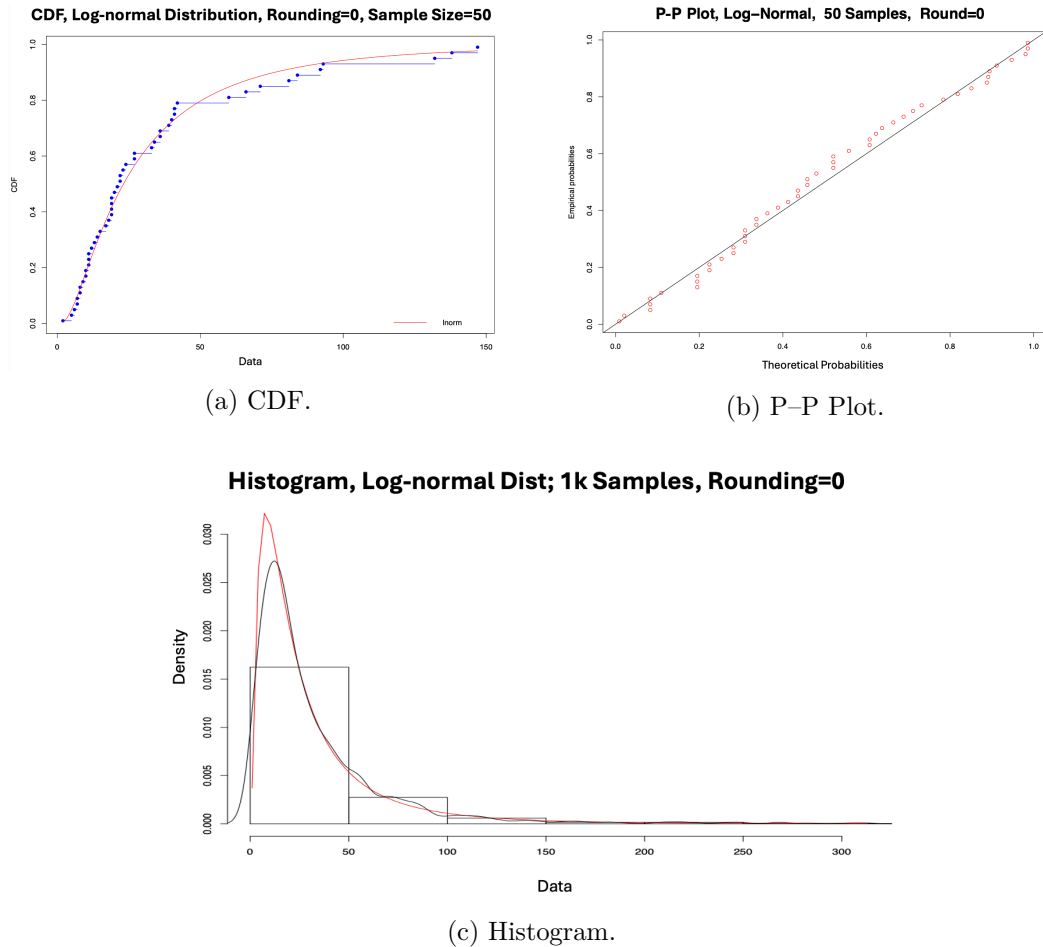 CDF, Log-normal Distribution, Rounding=0, Sample Size=50
CDF
0.0
0.2
0.4
0.6
0.8
1.0
lnorm
0
50
100
150
Data
(a) CDF.
P-P Plot, Log–Normal, 50 Samples, Round=0
Empirical probabilities
0.0
0.2
0.4
0.6
0.8
1.0
0.0
0.2
0.4
0.6
0.8
1.0
Theoretical Probabilities
(b) P–P Plot.
Histogram, Log-normal Dist; 1k Samples, Rounding=0
Density
0.000
0.005
0.010
0.015
0.020
0.025
0.030
0
50
100
150
200
250
300
Data
(c) Histogram.